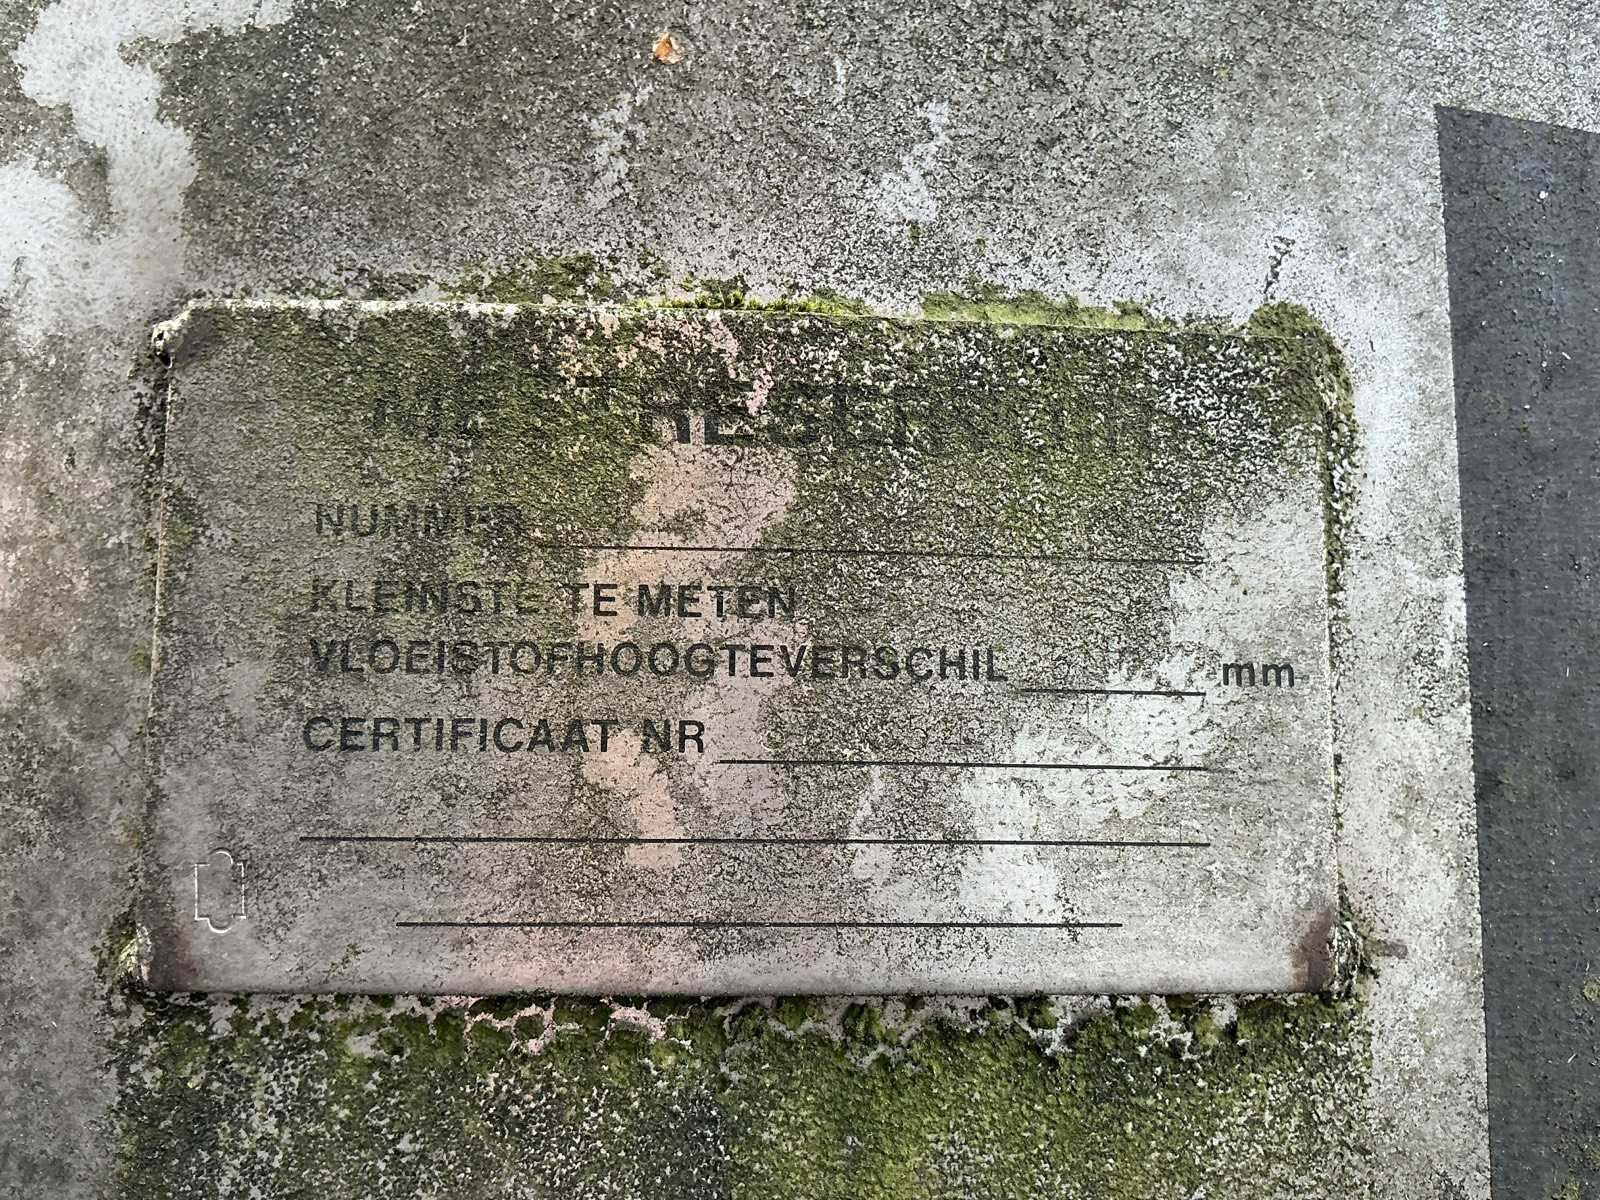 NUMMER
KLEINSTE TE METEN
VLOEISTOFHOOGTEVERSCHIL mm
CERTIFICAAT NR